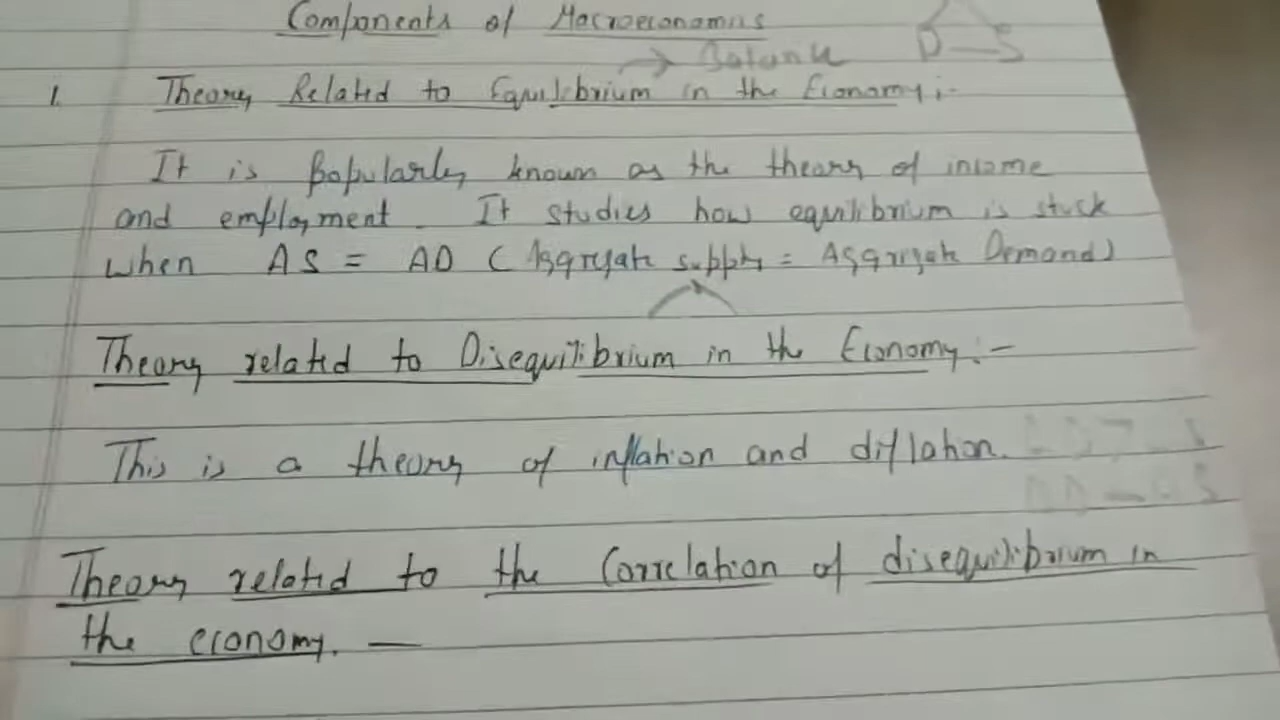 Components of Macroeconomics
→ Balance
D — S
1. Theory Related to Equilibrium in the Economy :-
It is Popularly known as the theory of income
and employment. It studies how equilibrium is stuck
when AS = AD ( Aggregate supply = Aggregate Demand)
Theory related to Disequilibrium in the Economy :-
This is a theory of inflation and diflation.
Theory related to the Correlation of disequilibrium in
the economy. —